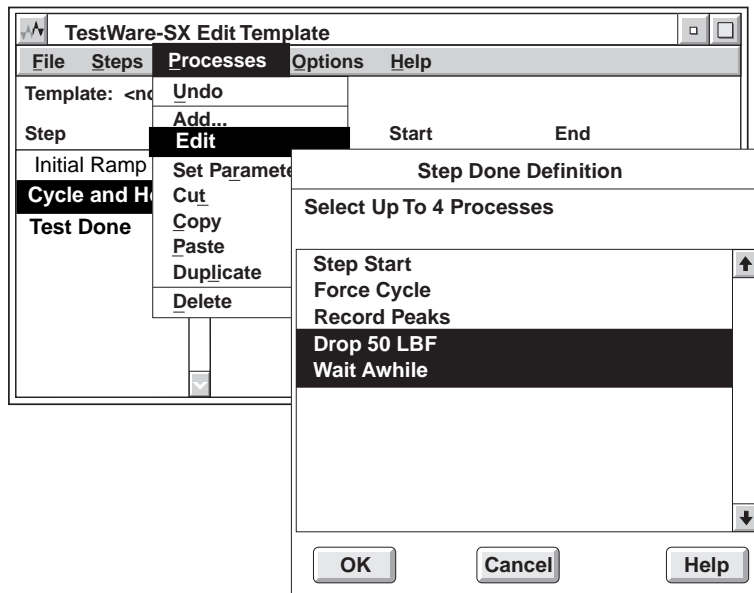 TestWare-SX Edit Template
File Steps Processes Options Help
Template:
Undo
Add...
Step Start End
Edit
Initial Ramp
Set
Cycle and
Cut
Test Done
Copy
Paste
Duplicate
Delete
Step Done Definition
Select Up To 4 Processes
Step Start
Force Cycle
Record Peaks
Drop 50 LBF
Wait Awhile
OK Cancel Help